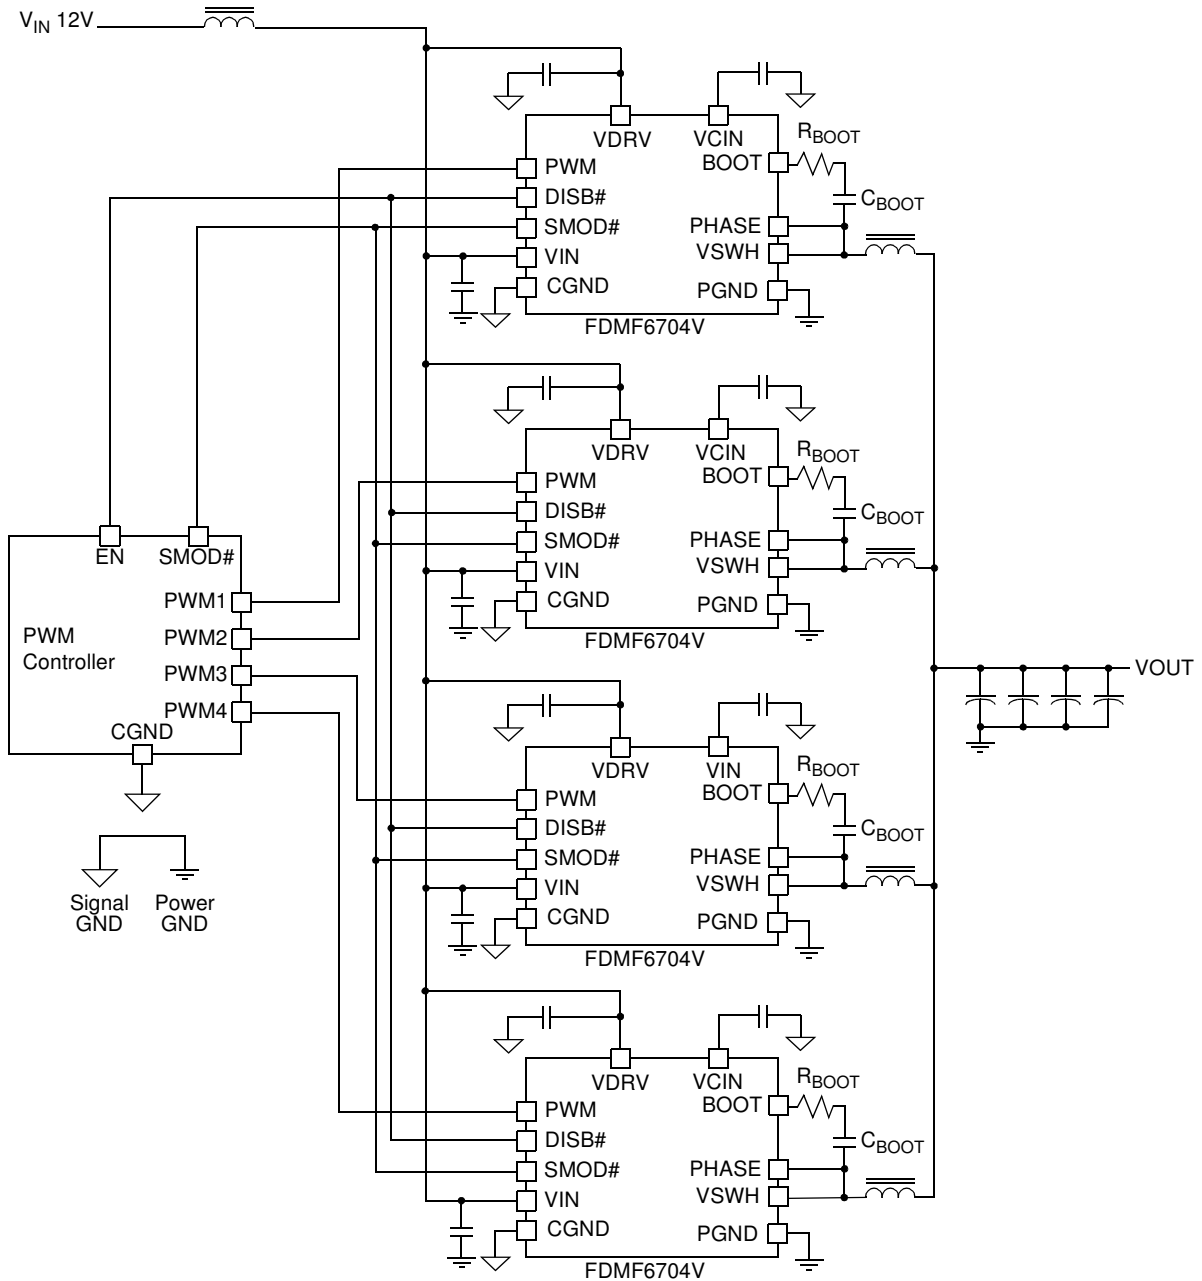 VIN 12V
VDRV
VCIN
BOOT
RBOOT
CBOOT
PWM
DISB#
SMOD#
VIN
CGND
PHASE
VSWH
PGND
FDMF6704V
VDRV
VCIN
BOOT
RBOOT
CBOOT
PWM
DISB#
SMOD#
VIN
CGND
PHASE
VSWH
PGND
FDMF6704V
EN
SMOD#
PWM1
PWM2
PWM3
PWM4
PWM
Controller
CGND
Signal
GND
Power
GND
VOUT
VDRV
VIN
BOOT
RBOOT
CBOOT
PWM
DISB#
SMOD#
VIN
CGND
PHASE
VSWH
PGND
FDMF6704V
VDRV
VCIN
BOOT
RBOOT
CBOOT
PWM
DISB#
SMOD#
VIN
CGND
PHASE
VSWH
PGND
FDMF6704V